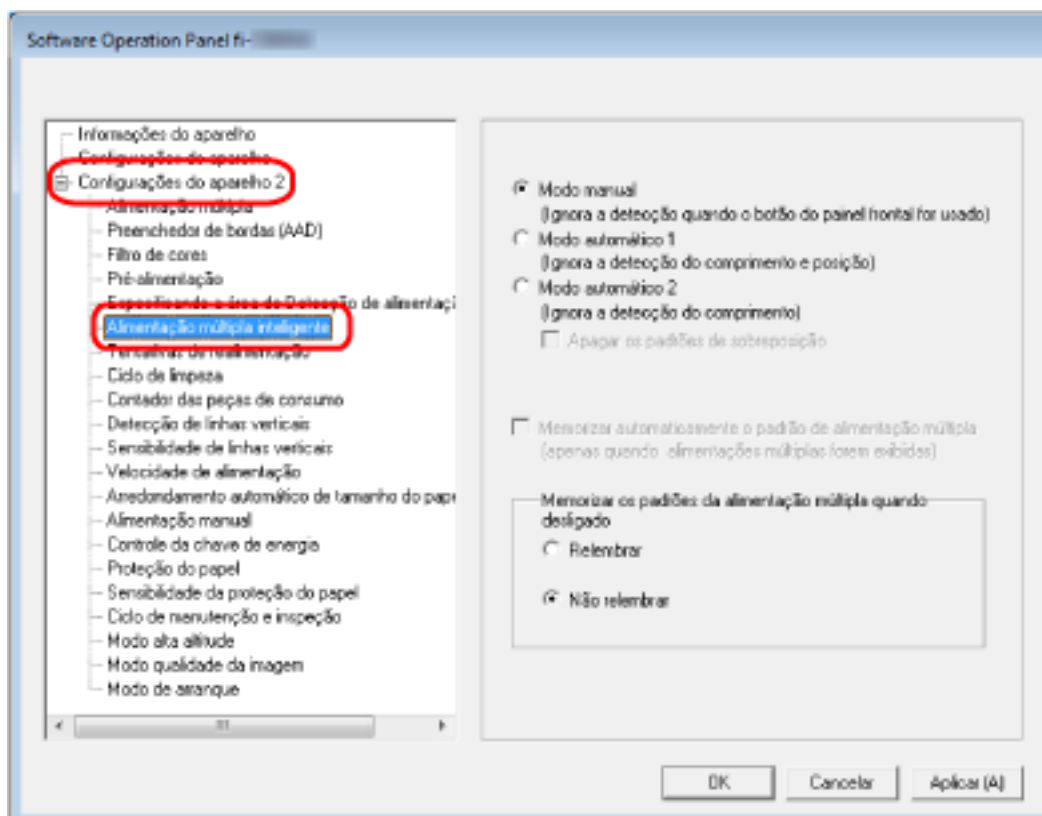 Software Operation Panel fi-
Informações do aparelho
Configurações do aparelho
Configurações do aparelho 2
Alimentação múltipla
Preenchedor de bordas (AAD)
Filtro de cores
Pré-alimentação
Especificando a área de Detecção de alimentaçã
Alimentação múltipla inteligente
Tentativas de realimentação
Ciclo de limpeza
Contador das peças de consumo
Detecção de linhas verticais
Sensibilidade de linhas verticais
Velocidade de alimentação
Arredondamento automático de tamanho do pape
Alimentação manual
Controle da chave de energia
Proteção do papel
Sensibilidade da proteção do papel
Ciclo de manutenção e inspeção
Modo alta altitude
Modo qualidade da imagem
Modo de arranque
Modo manual
(Ignora a detecção quando o botão do painel frontal for usado)
Modo automático 1
(Ignora a detecção do comprimento e posição)
Modo automático 2
(Ignora a detecção do comprimento)
Apagar os padrões de sobreposição
Memorizar automaticamente o padrão de alimentação múltipla
(apenas quando alimentações múltiplas forem exibidas)
Memorizar os padrões da alimentação múltipla quando
desligado
Relembrar
Não relembrar
OK
Cancelar
Aplicar (A)